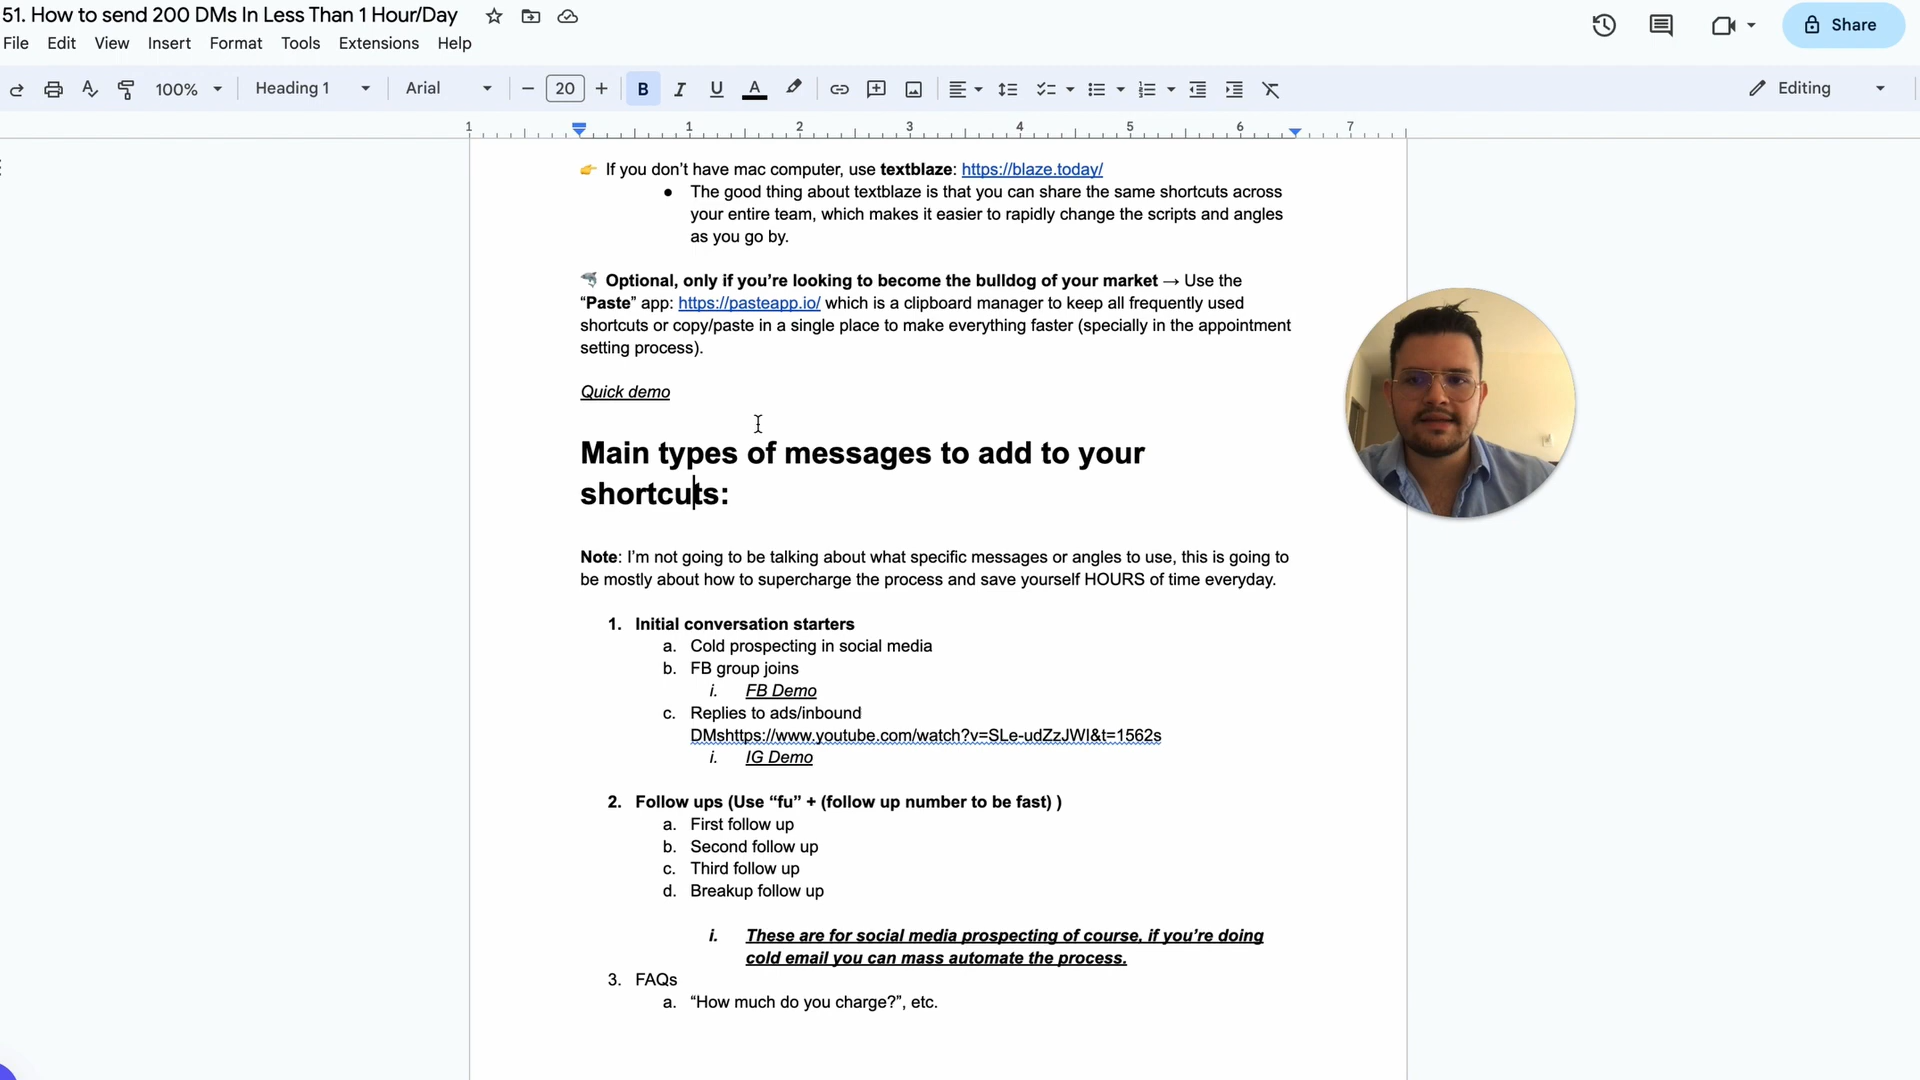 51. How to send 200 DMs In Less Than 1 Hour/Day
Share
File Edit View Insert Format Tools Extensions Help
100% Heading 1 Arial 20 B I U A Editing
1 1 2 3 4 5 6 7
👉 If you don’t have mac computer, use textblaze: https://blaze.today/
● The good thing about textblaze is that you can share the same shortcuts across
your entire team, which makes it easier to rapidly change the scripts and angles
as you go by.
🦈 Optional, only if you’re looking to become the bulldog of your market → Use the
“Paste” app: https://pasteapp.io/ which is a clipboard manager to keep all frequently used
shortcuts or copy/paste in a single place to make everything faster (specially in the appointment
setting process).
Quick demo
Main types of messages to add to your
shortcuts:
Note: I’m not going to be talking about what specific messages or angles to use, this is going to
be mostly about how to supercharge the process and save yourself HOURS of time everyday.
1. Initial conversation starters
a. Cold prospecting in social media
b. FB group joins
i. FB Demo
c. Replies to ads/inbound
DMshttps://www.youtube.com/watch?v=SLe-udZzJWI&t=1562s
i. IG Demo
2. Follow ups (Use “fu” + (follow up number to be fast) )
a. First follow up
b. Second follow up
c. Third follow up
d. Breakup follow up
i. These are for social media prospecting of course, if you’re doing
cold email you can mass automate the process.
3. FAQs
a. “How much do you charge?”, etc.